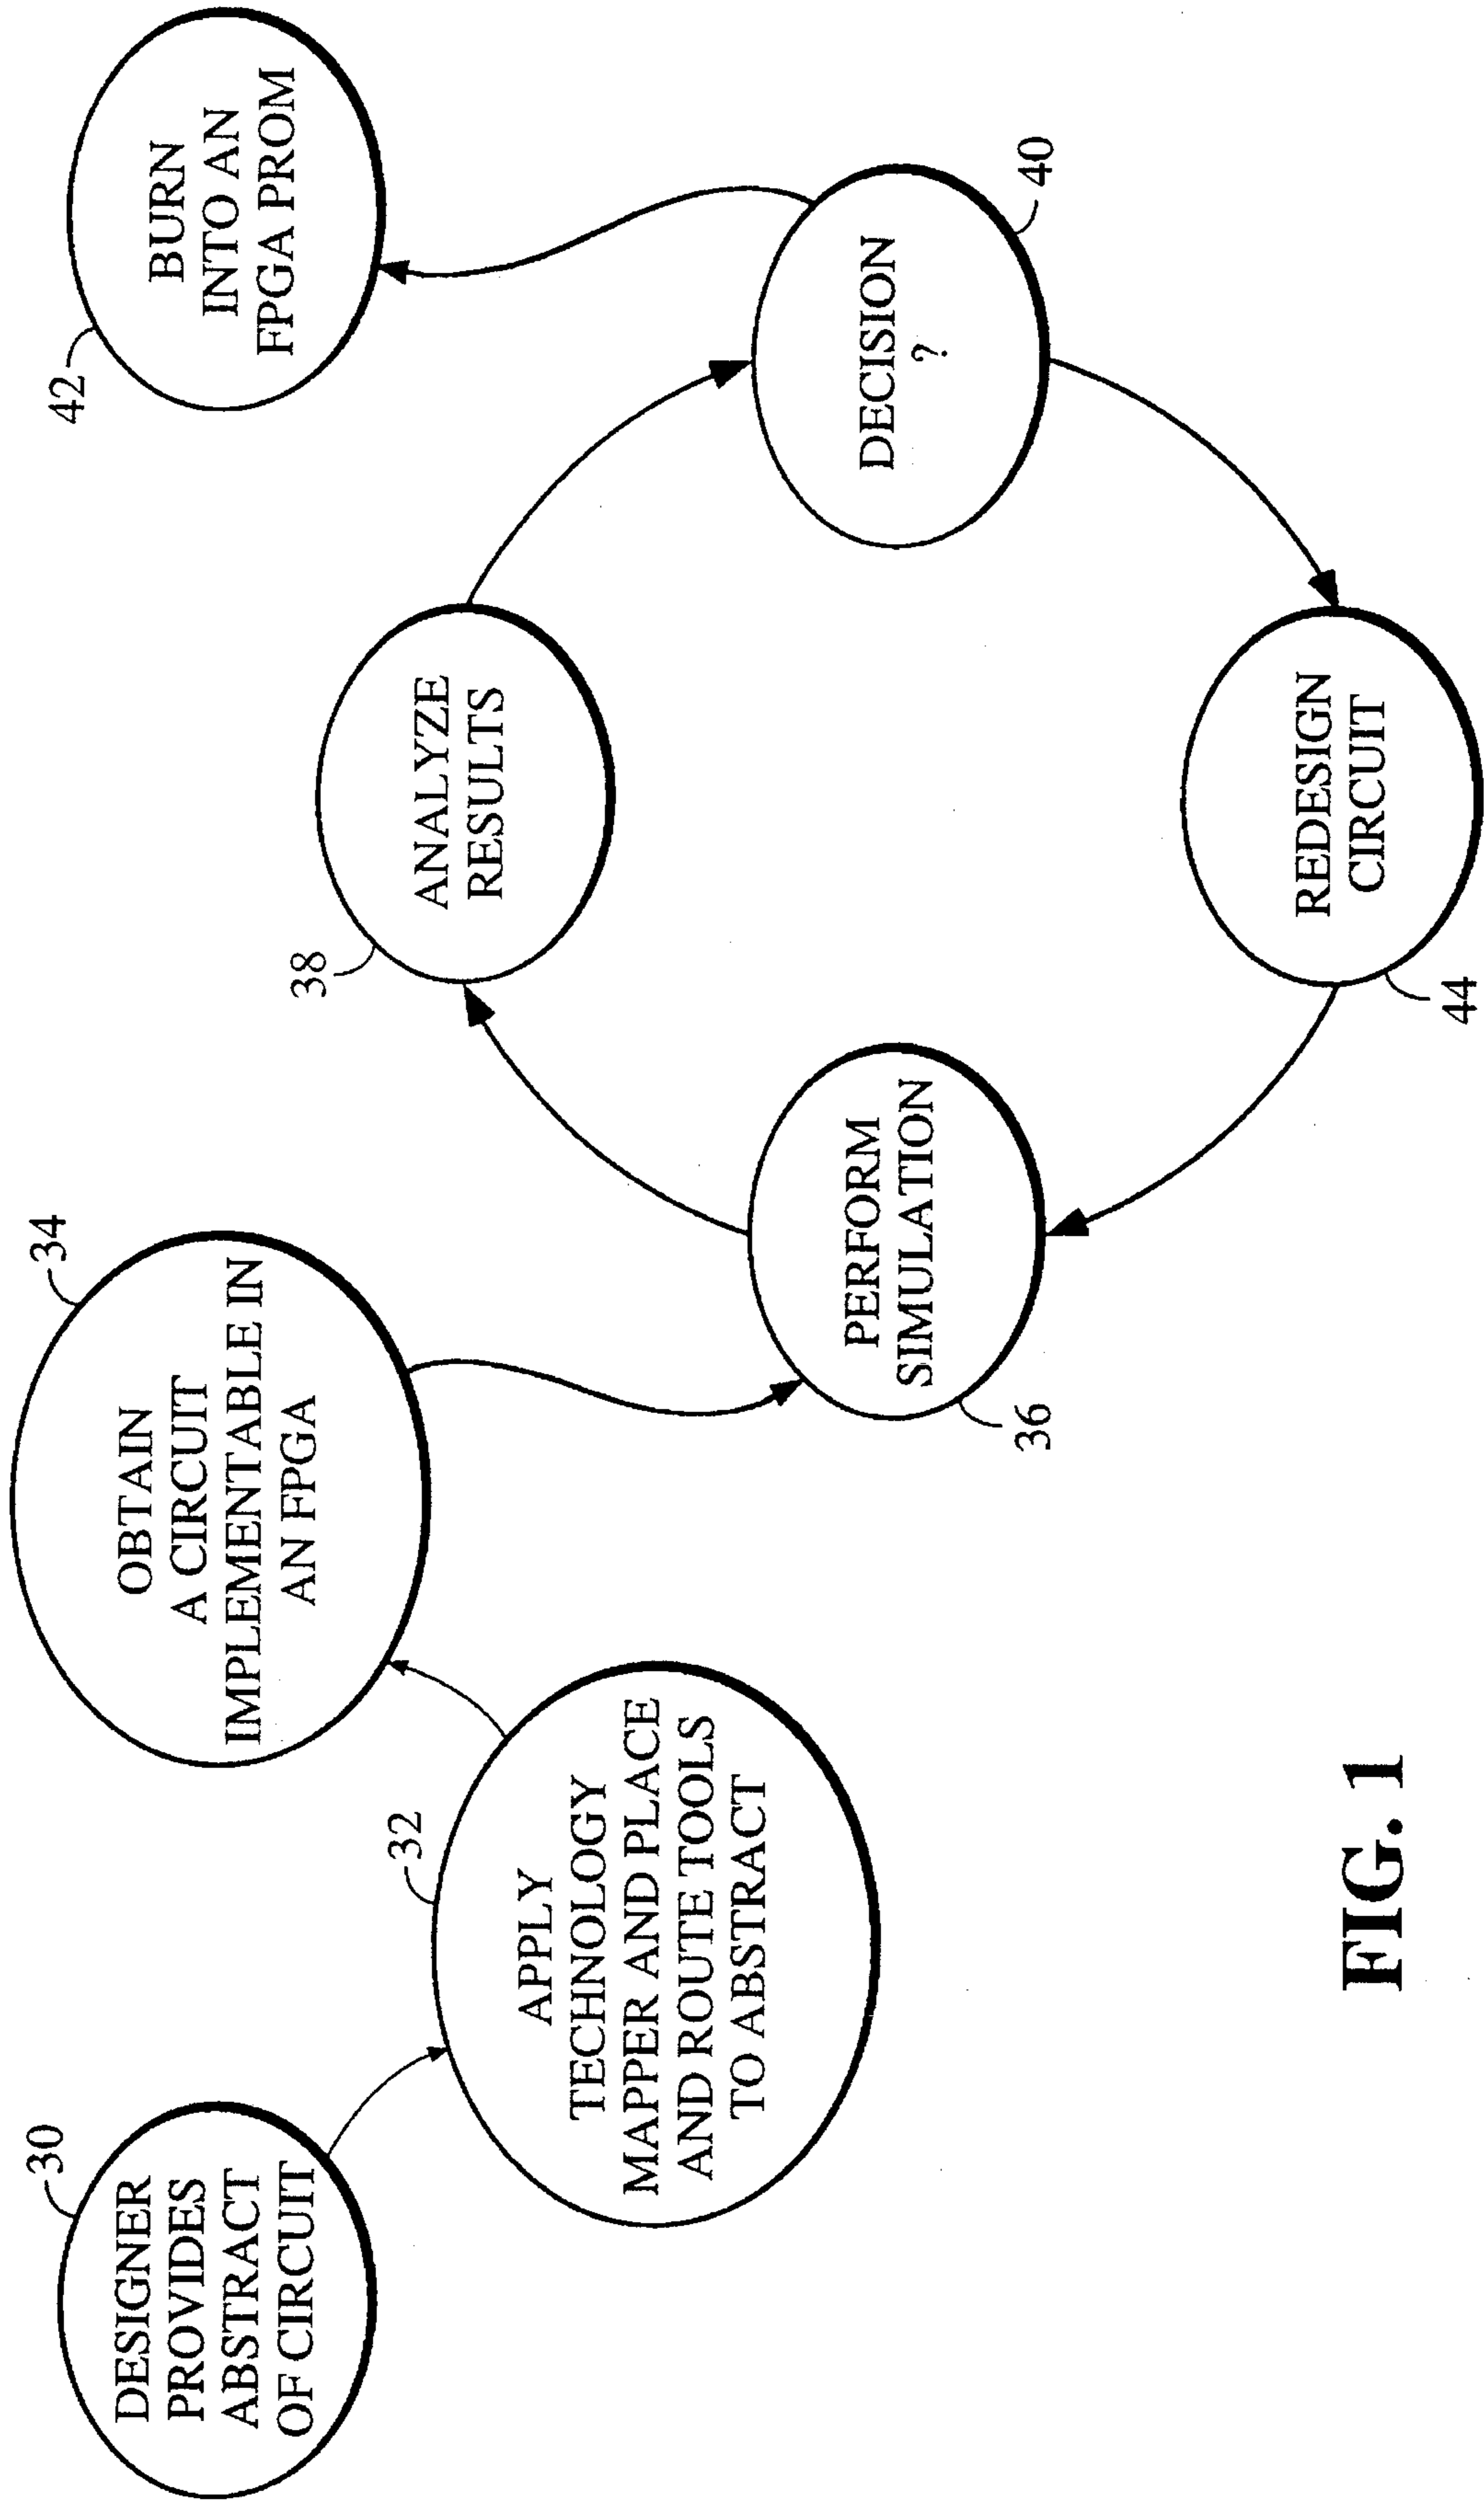 30
DESIGNER
PROVIDES
ABSTRACT
OF CIRCUIT
32
APPLY
TECHNOLOGY
MAPPER AND PLACE
AND ROUTE TOOLS
TO ABSTRACT
34
OBTAIN
A CIRCUIT
IMPLEMENTABLE IN
AN FPGA
36
PERFORM
SIMULATION
38
ANALYZE
RESULTS
40
DECISION
?
42
BURN
INTO AN
FPGA PROM
44
REDESIGN
CIRCUIT
FIG. 1